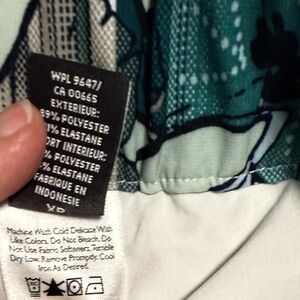 WPL 9647/
CA 00665
EXTERIEUR:
89% POLYESTER
11% ELASTANE
ORT INTERIEUR:
% POLYESTER
% ELASTANE
FABRIQUE EN
INDONESIE
Machine Wash Cold Delicate With
Like Colors. Do Not Bleach. Do
Not Use Fabric Softeners. Tumble
Dry Low. Remove Promptly. Cool
Iron As Desired.